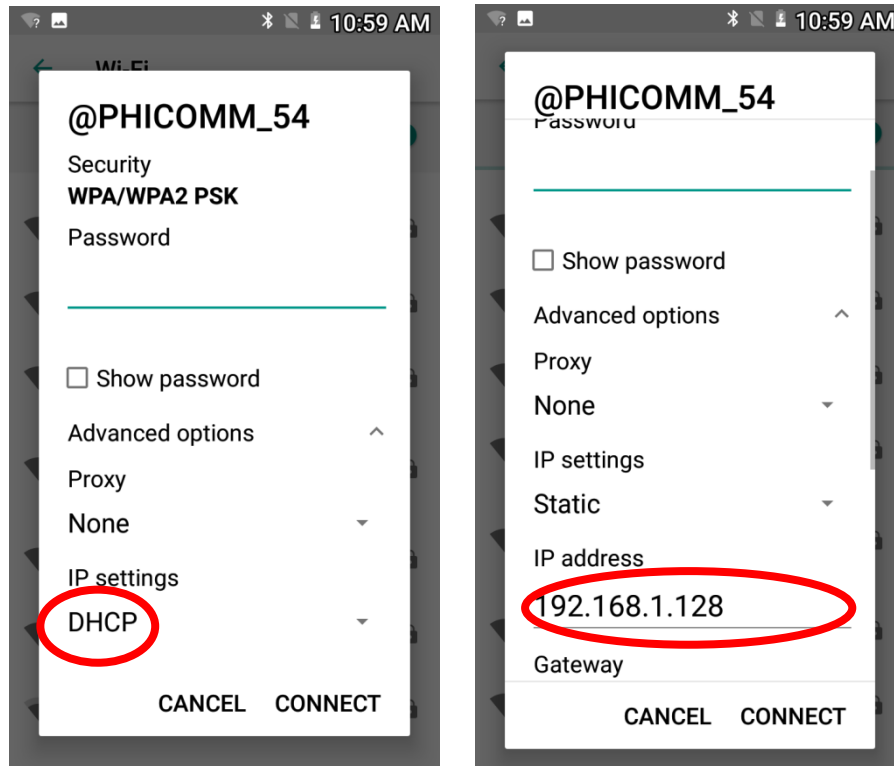 10:59 AM
Wi-Fi
@PHICOMM_54
Security
WPA/WPA2 PSK
Password
Show password
Advanced options
Proxy
None
IP settings
DHCP
CANCEL CONNECT
10:59 AM
@PHICOMM_54
Password
Show password
Advanced options
Proxy
None
IP settings
Static
IP address
192.168.1.128
Gateway
CANCEL CONNECT